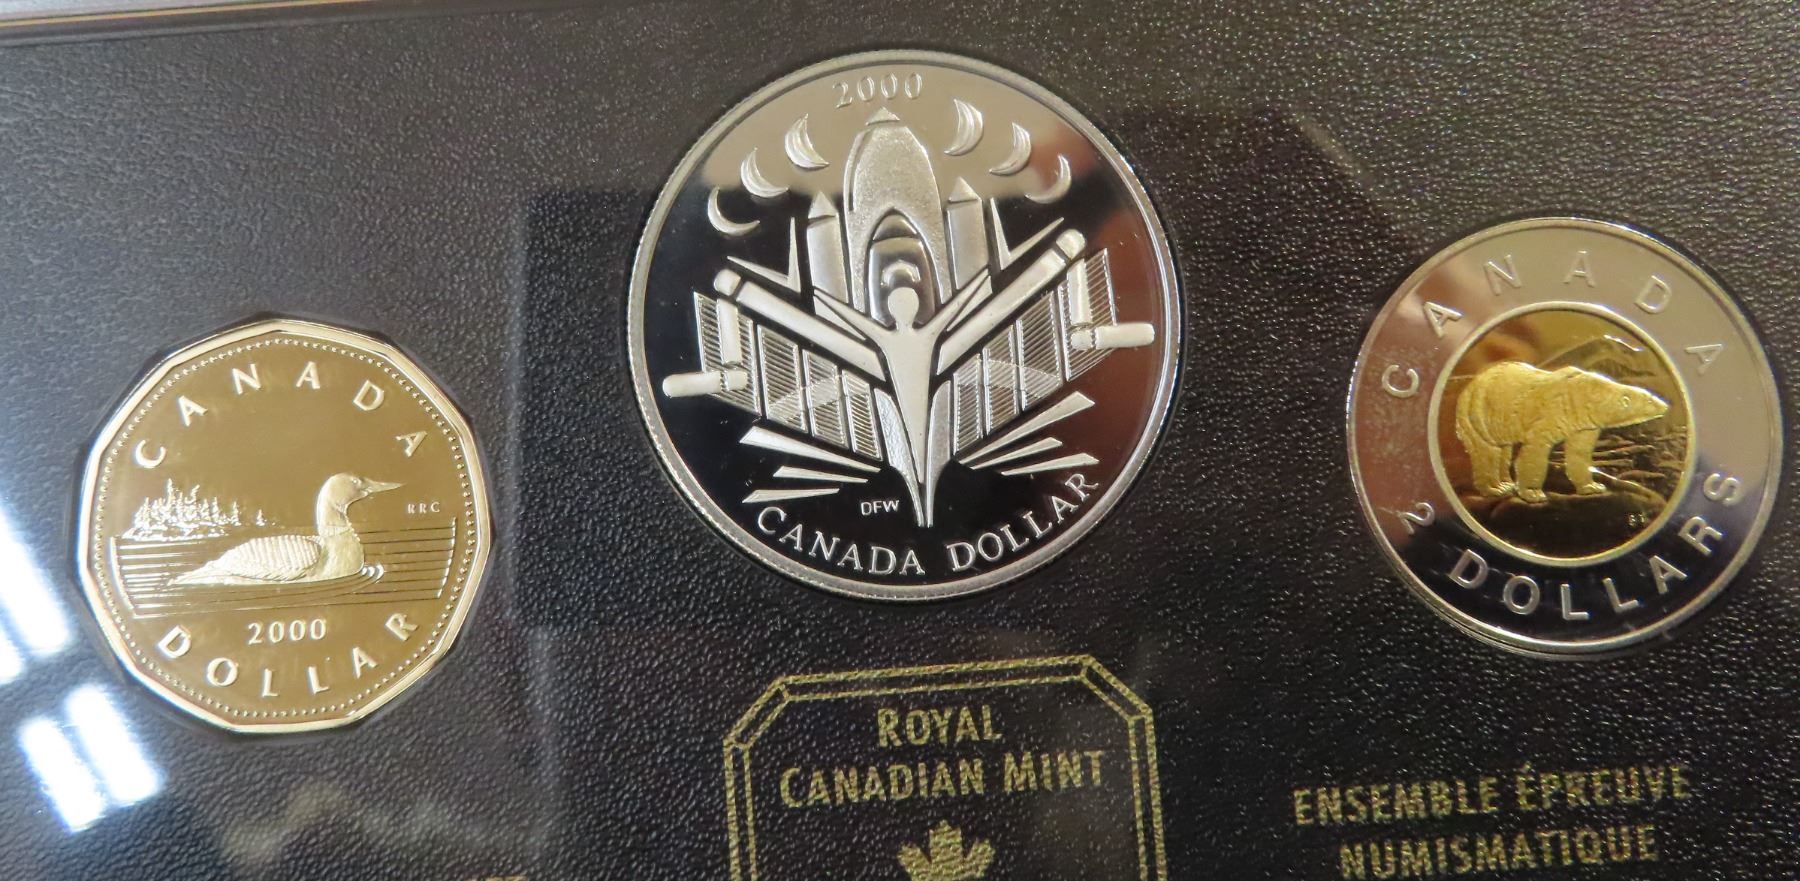 CANADA
RRC
2000
DOLLAR
2000
DFW
CANADA DOLLAR
CANADA
2 DOLLARS
ROYAL
CANADIAN MINT
ENSEMBLE ÉPREUVE
NUMISMATIQUE